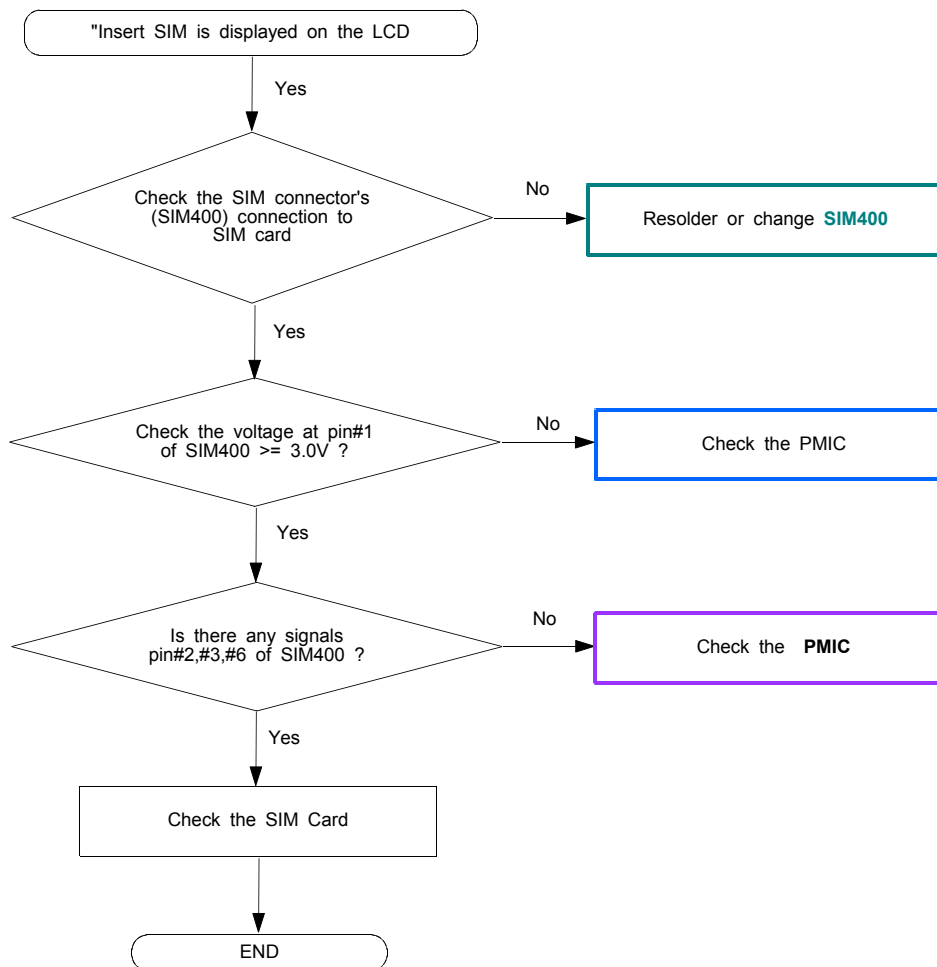 "Insert SIM is displayed on the LCD
Yes
Check the SIM connector's
(SIM400) connection to
SIM card
No
Resolder or change SIM400
Yes
Check the voltage at pin#1
of SIM400 >= 3.0V ?
No
Check the PMIC
Yes
Is there any signals
pin#2,#3,#6 of SIM400 ?
No
Check the PMIC
Yes
Check the SIM Card
END